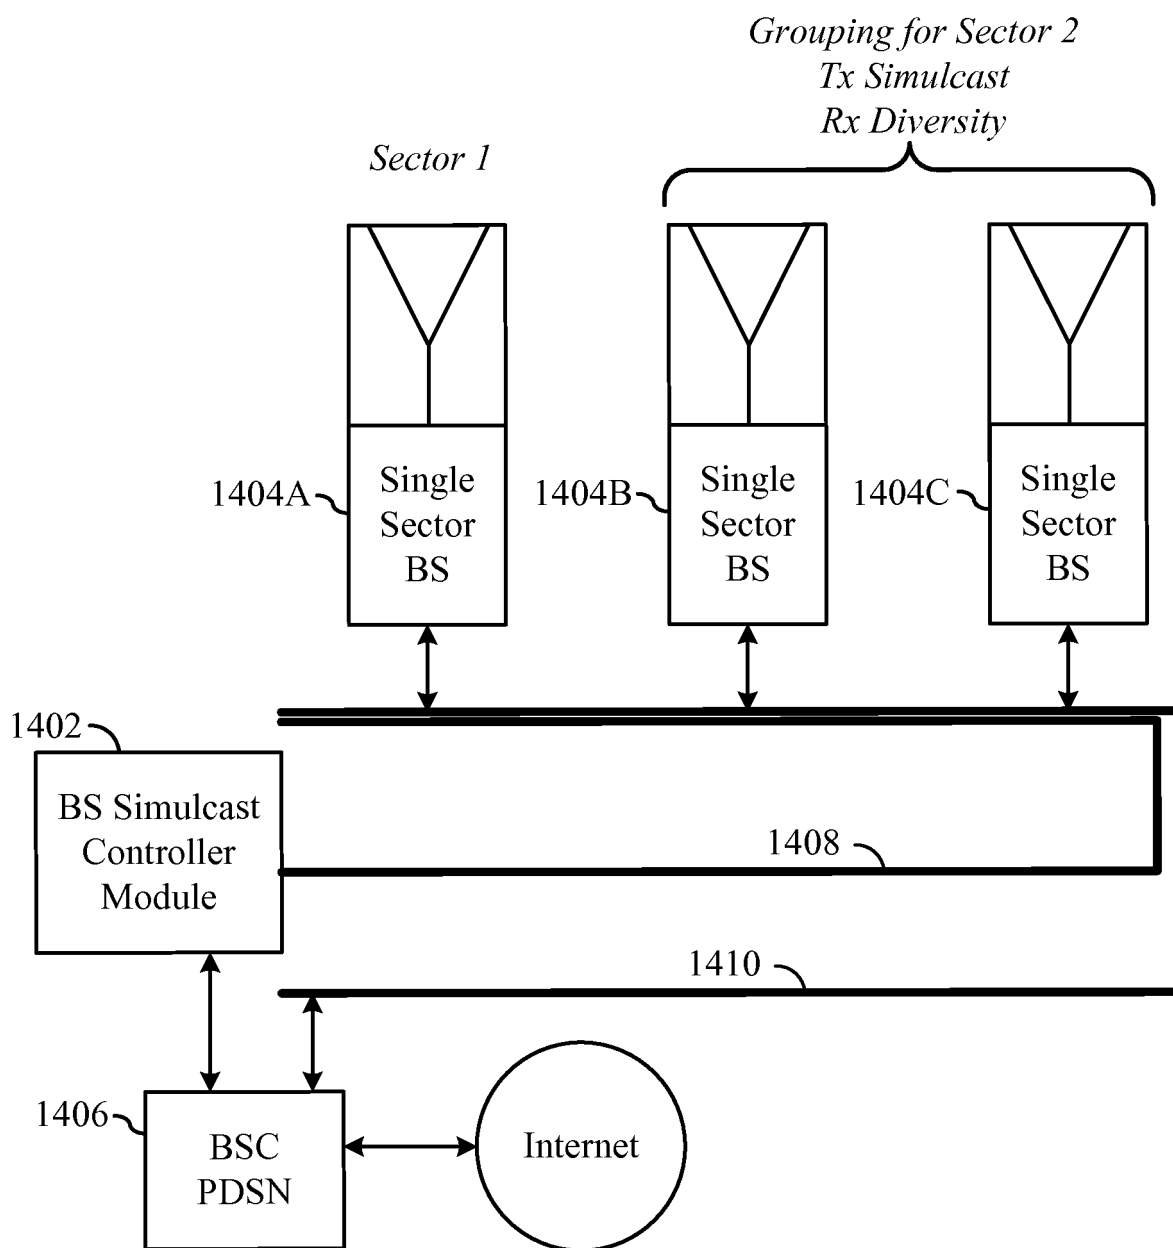 Grouping for Sector 2
Tx Simulcast
Rx Diversity
Sector 1
1404A
Single
Sector
BS
1404B
Single
Sector
BS
1404C
Single
Sector
BS
1402
BS Simulcast
Controller
Module
1408
1410
1406
BSC
PDSN
Internet